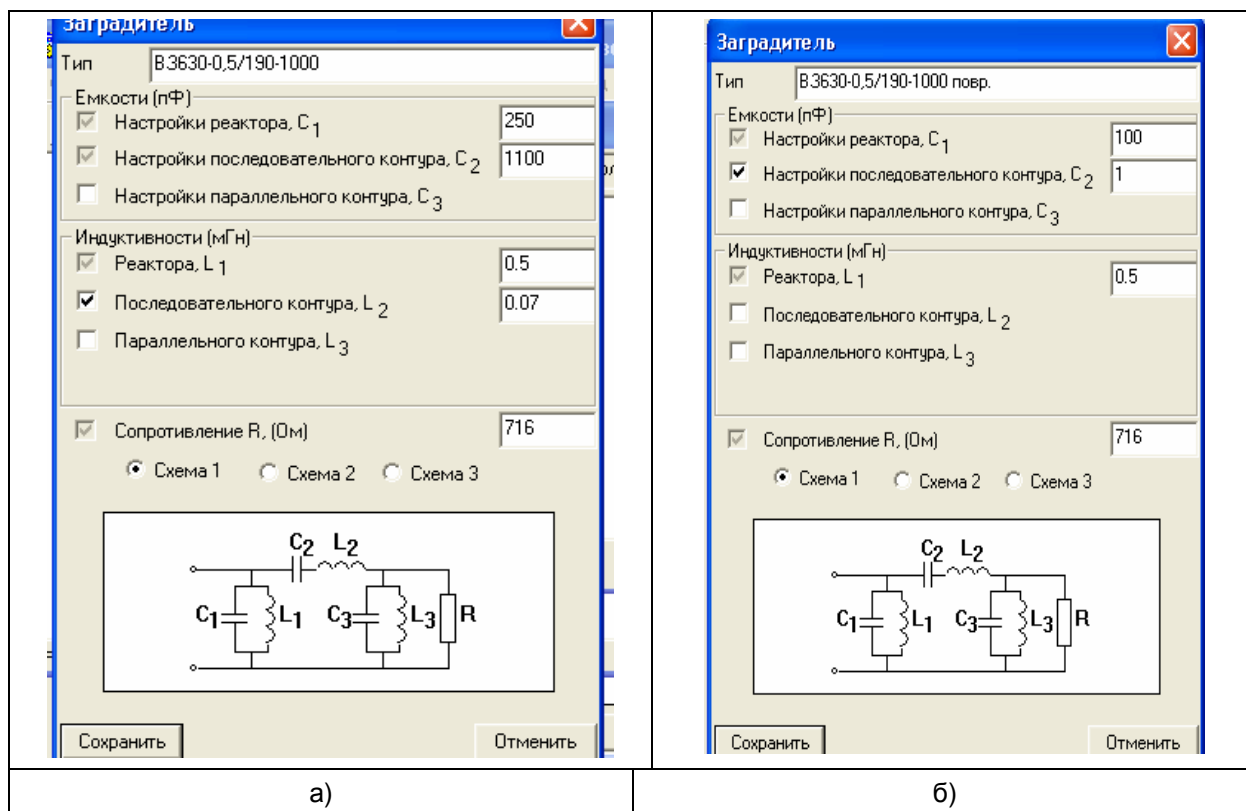 Заградитель
Тип В3630-0,5/190-1000
Емкости (пФ)
Настройки реактора, C1 250
Настройки последовательного контура, C2 1100
Настройки параллельного контура, C3
Индуктивности (мГн)
Реактора, L1 0.5
Последовательного контура, L2 0.07
Параллельного контура, L3
Сопротивление R, (Ом) 716
Схема 1 Схема 2 Схема 3
C2 L2
C1 L1 C3 L3 R
Сохранить Отменить
а)
Заградитель
Тип В3630-0,5/190-1000 повр.
Емкости (пФ)
Настройки реактора, C1 100
Настройки последовательного контура, C2 1
Настройки параллельного контура, C3
Индуктивности (мГн)
Реактора, L1 0.5
Последовательного контура, L2
Параллельного контура, L3
Сопротивление R, (Ом) 716
Схема 1 Схема 2 Схема 3
C2 L2
C1 L1 C3 L3 R
Сохранить Отменить
б)